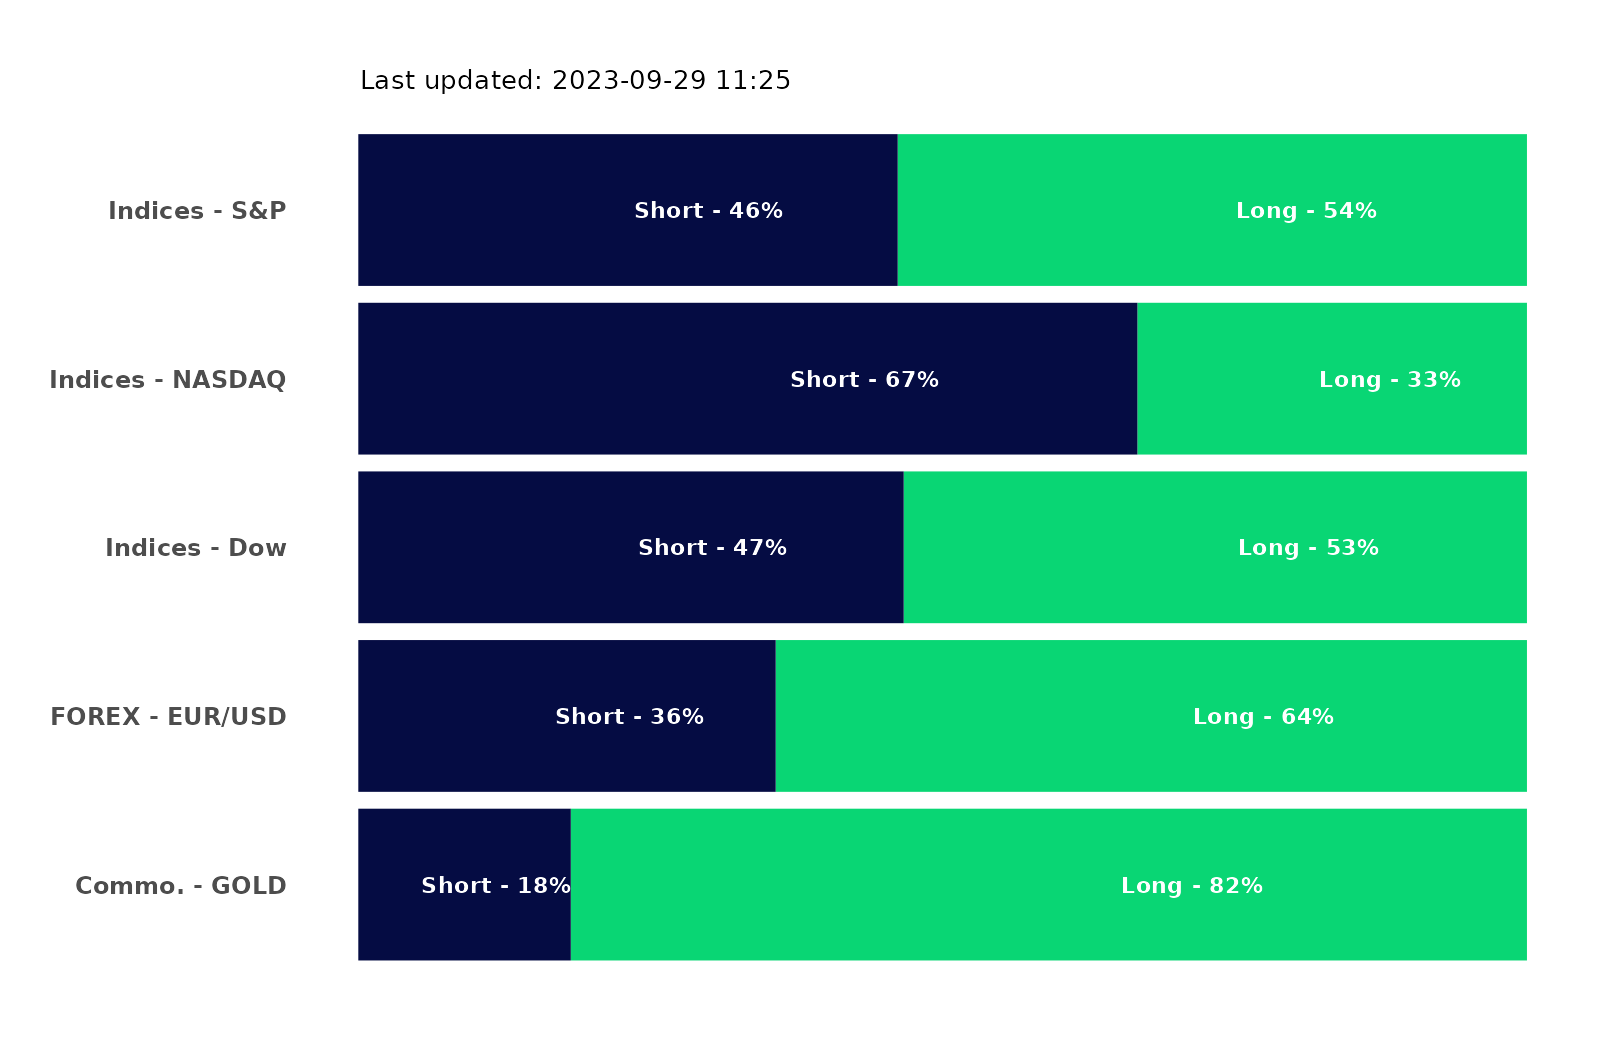 Last updated: 2023-09-29 11:25
Indices - S&P Short - 46% Long - 54%
Indices - NASDAQ Short - 67% Long - 33%
Indices - Dow Short - 47% Long - 53%
FOREX - EUR/USD Short - 36% Long - 64%
Commo. - GOLD Short - 18% Long - 82%